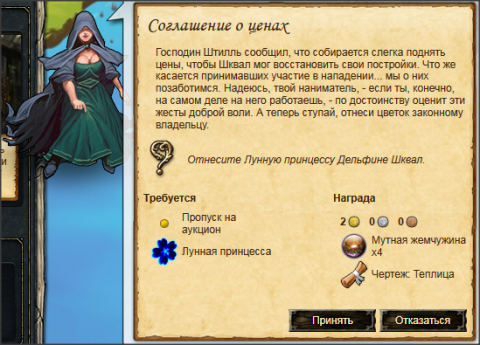 Соглашение о ценах
Господин Штилль сообщил, что собирается слегка поднять
цены, чтобы Шквал мог восстановить свои постройки. Что же
касается принимавших участие в нападении... мы о них
позаботимся. Надеюсь, твой наниматель, - если ты, конечно,
на самом деле на него работаешь, - по достоинству оценит эти
жесты доброй воли. А теперь ступай, отнеси цветок законному
владельцу.
Отнесите Лунную принцессу Дельфине Шквал.
Требуется
Пропуск на
аукцион
Лунная принцесса
Награда
2 0 0
Мутная жемчужина
x4
Чертеж: Теплица
Принять
Отказаться